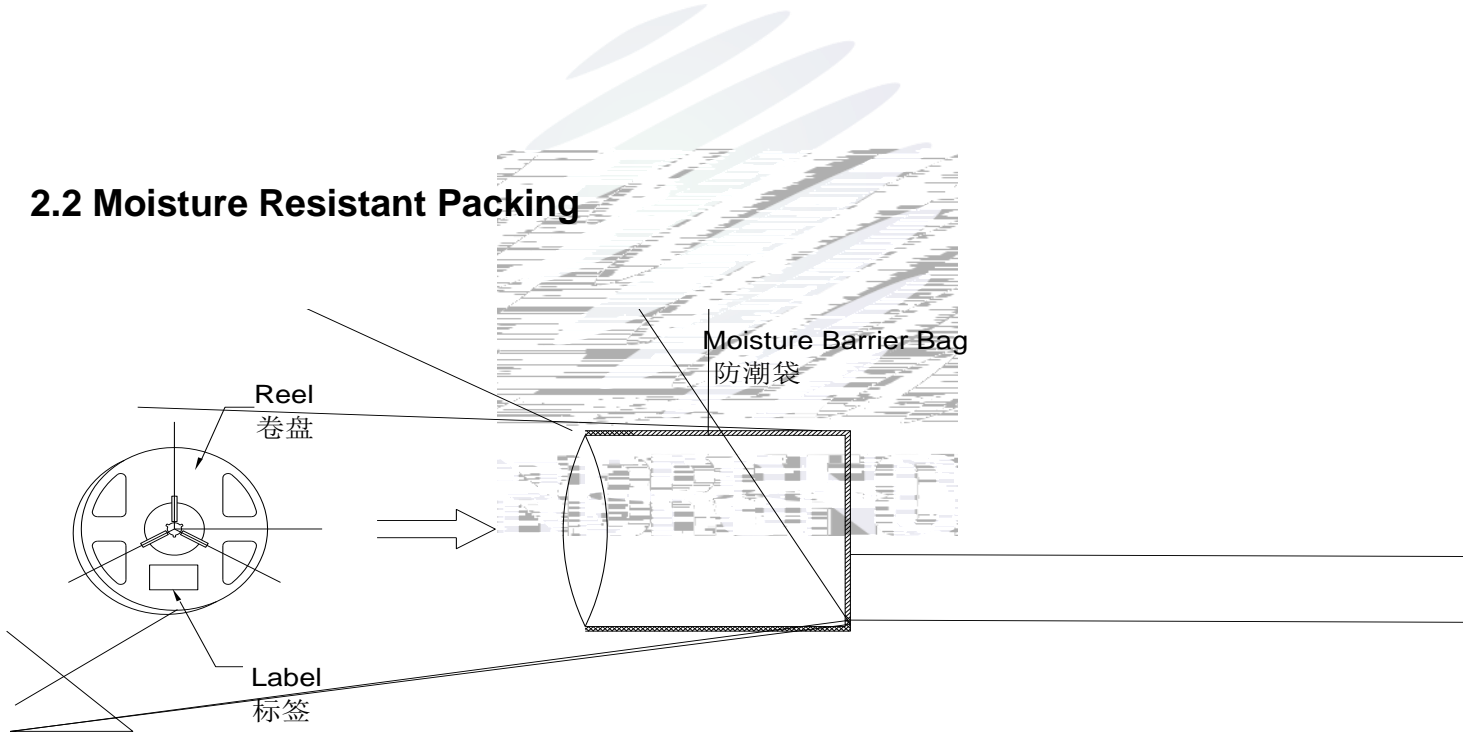 2.2 Moisture Resistant Packing
Moisture Barrier Bag
防潮袋
Reel
卷盘
Label
标签